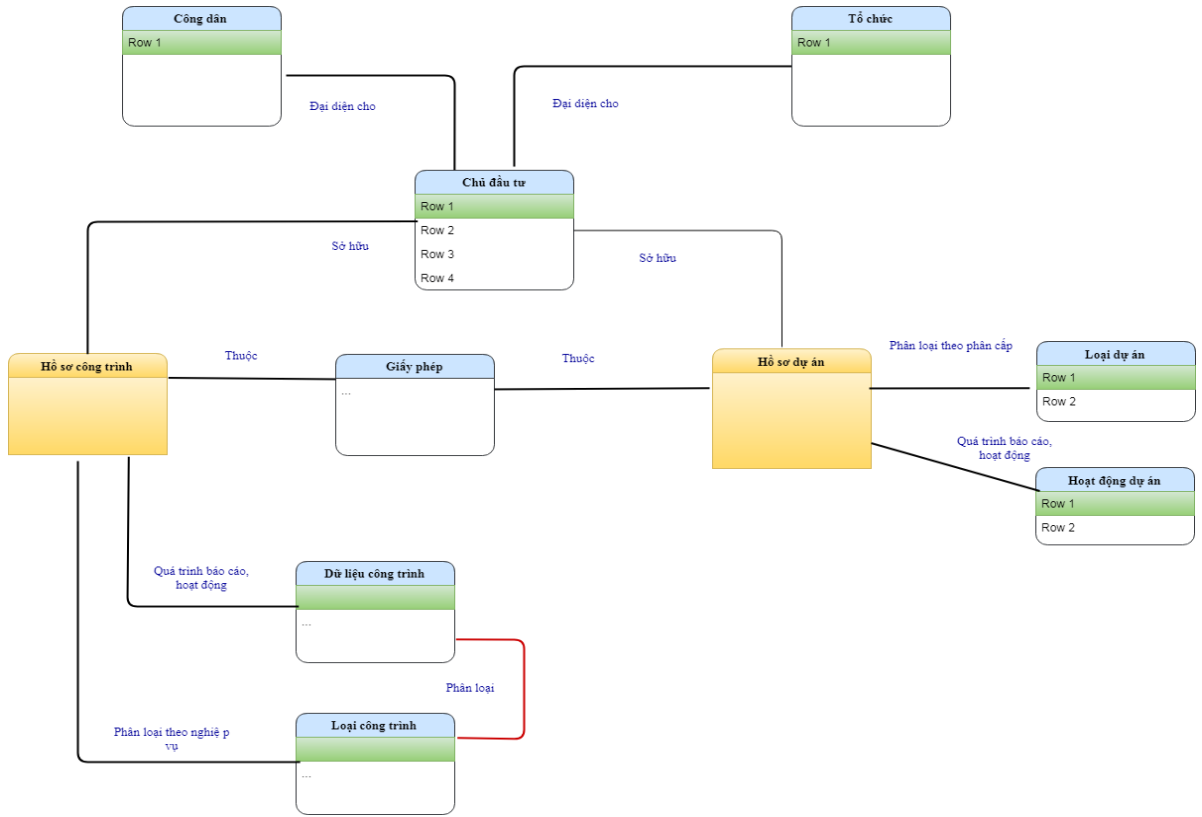 Công dân
Row 1
Tổ chức
Row 1
Đại diện cho
Đại diện cho
Chủ đầu tư
Row 1
Row 2
Row 3
Row 4
Sở hữu
Sở hữu
Hồ sơ công trình
Thuộc
Giấy phép
...
Thuộc
Hồ sơ dự án
Phân loại theo phân cấp
Loại dự án
Row 1
Row 2
Quá trình báo cáo,
hoạt động
Hoạt động dự án
Row 1
Row 2
Quá trình báo cáo,
hoạt động
Dữ liệu công trình
...
Phân loại
Phân loại theo nghiệ p
vụ
Loại công trình
...